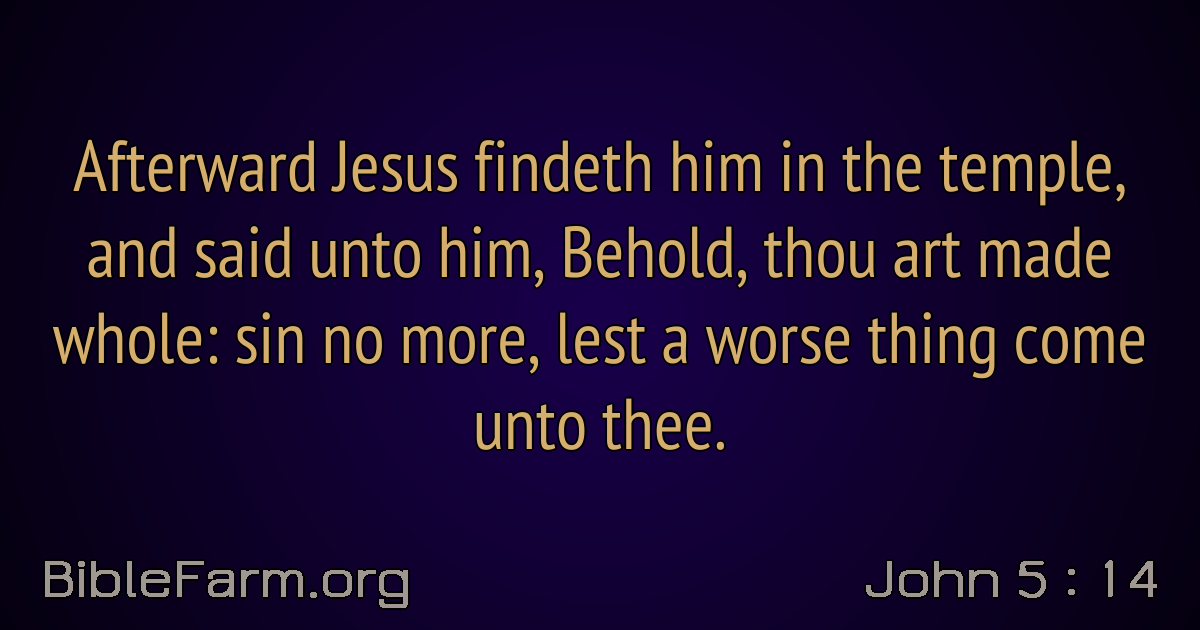 Afterward Jesus findeth him in the temple,
and said unto him, Behold, thou art made
whole: sin no more, lest a worse thing come
unto thee.
BibleFarm.org
John 5 : 14